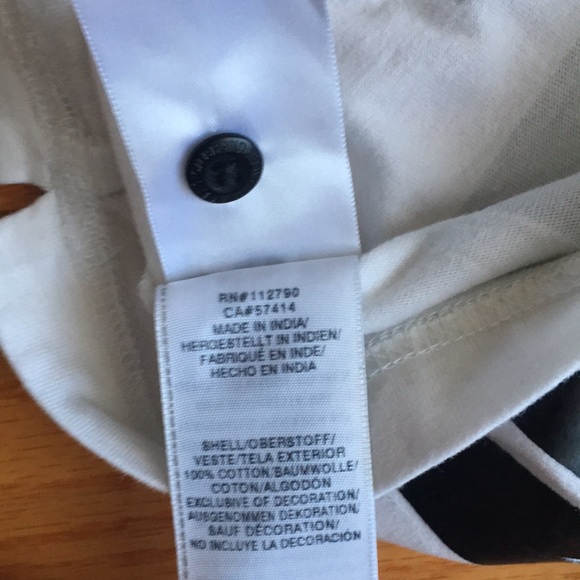 RN#112790
CA#57414
MADE IN INDIA/
HERGESTELLT IN INDIEN/
FABRIQUÉ EN INDE/
HECHO EN INDIA
SHELL/OBERSTOFF/
VESTE/TELA EXTERIOR
100% COTTON/BAUMWOLLE/
COTON/ALGODON
EXCLUSIVE OF DECORATION/
AUSGENOMMEN DEKORATION/
SAUF DÉCORATION/
NO INCLUYE LA DECORACIÓN